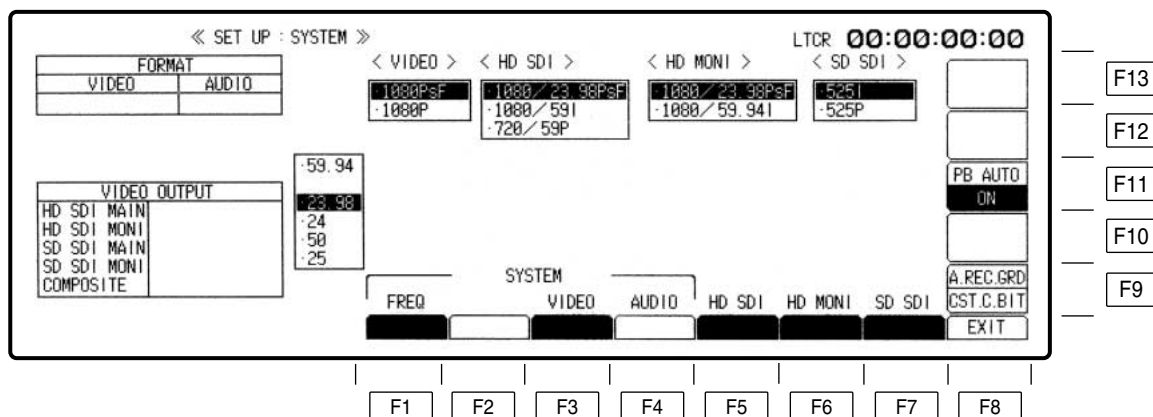 ≪ SET UP : SYSTEM ≫
LTCR 00:00:00:00
FORMAT
VIDEO AUDIO
< VIDEO > < HD SDI > < HD MONI > < SD SDI >
·1080PsF
·1080P
·1080/23.98PsF
·1080/59I
·720/59P
·1080/23.98PsF
·1080/59.94I
·525I
·525P
·59.94
·23.98
·24
·50
·25
VIDEO OUTPUT
HD SDI MAIN
HD SDI MONI
SD SDI MAIN
SD SDI MONI
COMPOSITE
SYSTEM
FREQ VIDEO AUDIO HD SDI HD MONI SD SDI
PB AUTO
ON
A.REC.GRD
CST.C.BIT
EXIT
F13
F12
F11
F10
F9
F1 F2 F3 F4 F5 F6 F7 F8